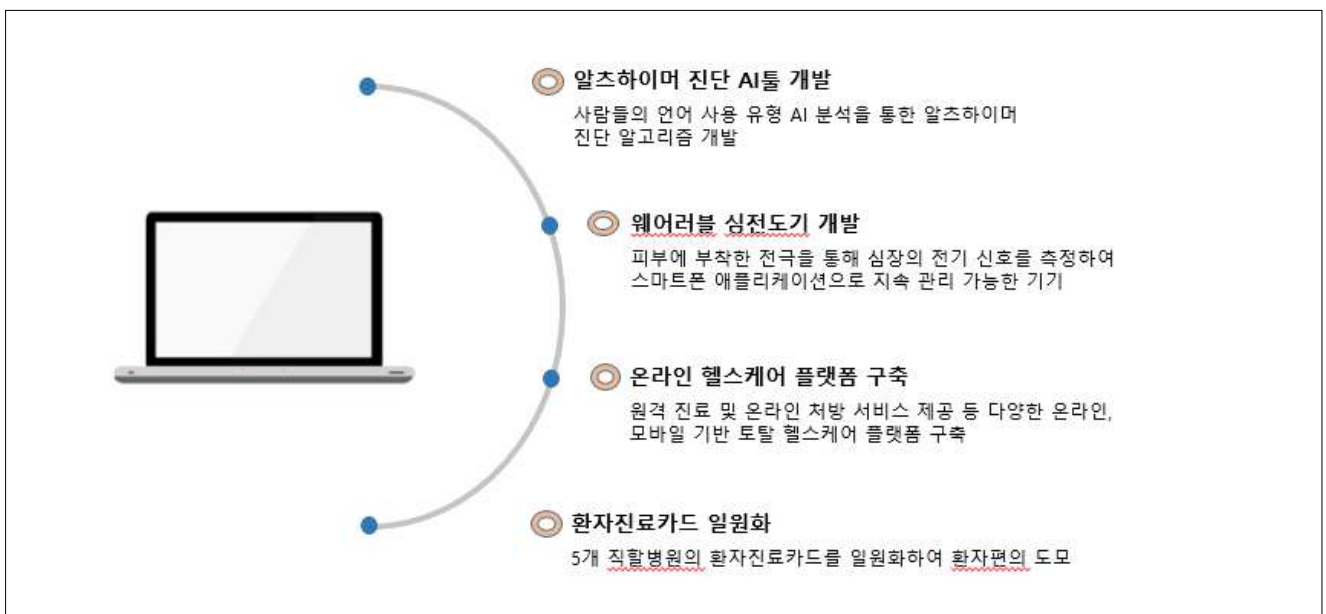 알츠하이머 진단 AI툴 개발
사람들의 언어 사용 유형 AI 분석을 통한 알츠하이머
진단 알고리즘 개발
웨어러블 심전도기 개발
피부에 부착한 전극을 통해 심장의 전기 신호를 측정하여
스마트폰 애플리케이션으로 지속 관리 가능한 기기
온라인 헬스케어 플랫폼 구축
원격 진료 및 온라인 처방 서비스 제공 등 다양한 온라인,
모바일 기반 토탈 헬스케어 플랫폼 구축
환자진료카드 일원화
5개 직할병원의 환자진료카드를 일원화하여 환자편의 도모